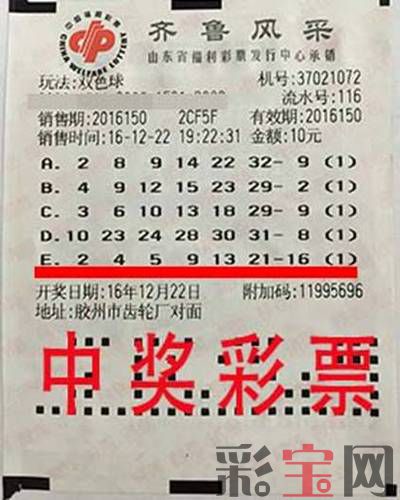 中国福利彩票
CHINA WELFARE LOTTERY
齐鲁风采
山东省福利彩票发行中心承销
玩法:双色球 机号:37021072
流水号:116
销售期:2016150 2CF5F 有效期:2016150
销售时间:16-12-22 19:22:31 金额:10元
A. 2 8 9 14 22 32- 9 (1)
B. 4 9 12 15 23 29- 2 (1)
C. 3 6 10 13 18 29- 9 (1)
D.10 23 24 28 30 31- 8 (1)
E. 2 4 5 9 13 21-16 (1)
开奖日期:16年12月22日 附加码:11995696
地址:胶州市齿轮厂对面
中奖彩票
彩宝网